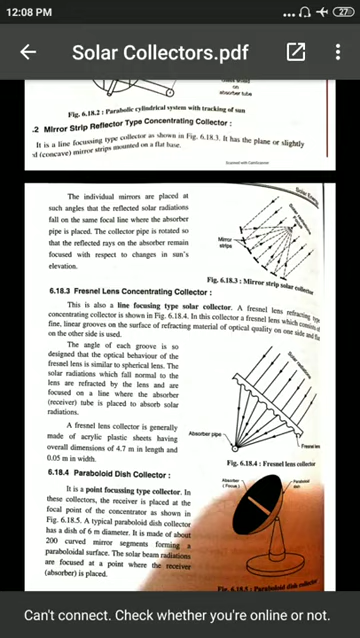 12:08 PM
27
Solar Collectors.pdf
on
absorber tube
Fig. 6.18.2 : Parabolic cylindrical system with tracking of sun
.2 Mirror Strip Reflector Type Concentrating Collector :
It is a line focussing type collector as shown in Fig. 6.18.3. It has the plane or slightly
(concave) mirror strips mounted on a flat base.
Scanned with CamScanner
The individual mirrors are placed at
such angles that the reflected solar radiations
fall on the same focal line where the absorber
pipe is placed. The collector pipe is rotated so
that the reflected rays on the absorber remain
focused with respect to changes in sun's
elevation.
Mirror
strips
Fig. 6.18.3 : Mirror strip solar collector
6.18.3 Fresnel Lens Concentrating Collector :
This is also a line focusing type solar collector. A fresnel lens refracting type
concentrating collector is shown in Fig. 6.18.4. In this collector a fresnel lens which consists of
fine, linear grooves on the surface of refracting material of optical quality on one side and flat
on the other side is used.
The angle of each groove is so
designed that the optical behaviour of the
fresnel lens is similar to spherical lens. The
solar radiations which fall normal to the
lens are refracted by the lens and are
focused on a line where the absorber
(receiver) tube is placed to absorb solar
radiations.
A fresnel lens collector is generally
made of acrylic plastic sheets having
overall dimensions of 4.7 m in length and
0.05 m in width.
Solar radiations
Absorber pipe
Fresnel lens
Fig. 6.18.4 : Fresnel lens collector
6.18.4 Paraboloid Dish Collector :
It is a point focussing type collector. In
these collectors, the receiver is placed at the
focal point of the concentrator as shown in
Fig. 6.18.5. A typical paraboloid dish collector
has a dish of 6 m diameter. It is made of about
200 curved mirror segments forming a
paraboloidal surface. The solar beam radiations
are focused at a point where the receiver
(absorber) is placed.
Absorber
(Focus)
Paraboloid
dish
Fig. 6.18.5 : Paraboloid dish collector
Can't connect. Check whether you're online or not.